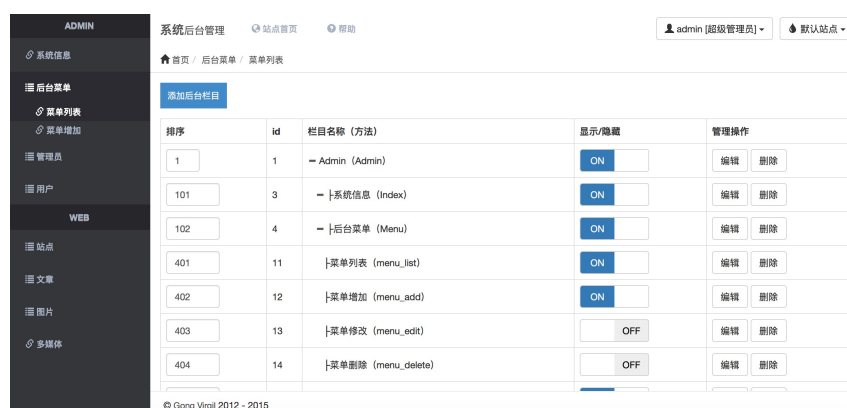 ADMIN
系统信息
后台菜单
菜单列表
菜单增加
管理员
用户
WEB
站点
文章
图片
多媒体
系统后台管理 站点首页 帮助 admin [超级管理员] 默认站点
首页 / 后台菜单 / 菜单列表
添加后台栏目
排序 id 栏目名称（方法） 显示/隐藏 管理操作
1 1 Admin（Admin） ON 编辑 删除
101 3 ├系统信息（Index） ON 编辑 删除
102 4 ├后台菜单（Menu） ON 编辑 删除
401 11 ├菜单列表（menu_list） ON 编辑 删除
402 12 ├菜单增加（menu_add） ON 编辑 删除
403 13 ├菜单修改（menu_edit） OFF 编辑 删除
404 14 ├菜单删除（menu_delete） OFF 编辑 删除
© Gong Virgil 2012 - 2015